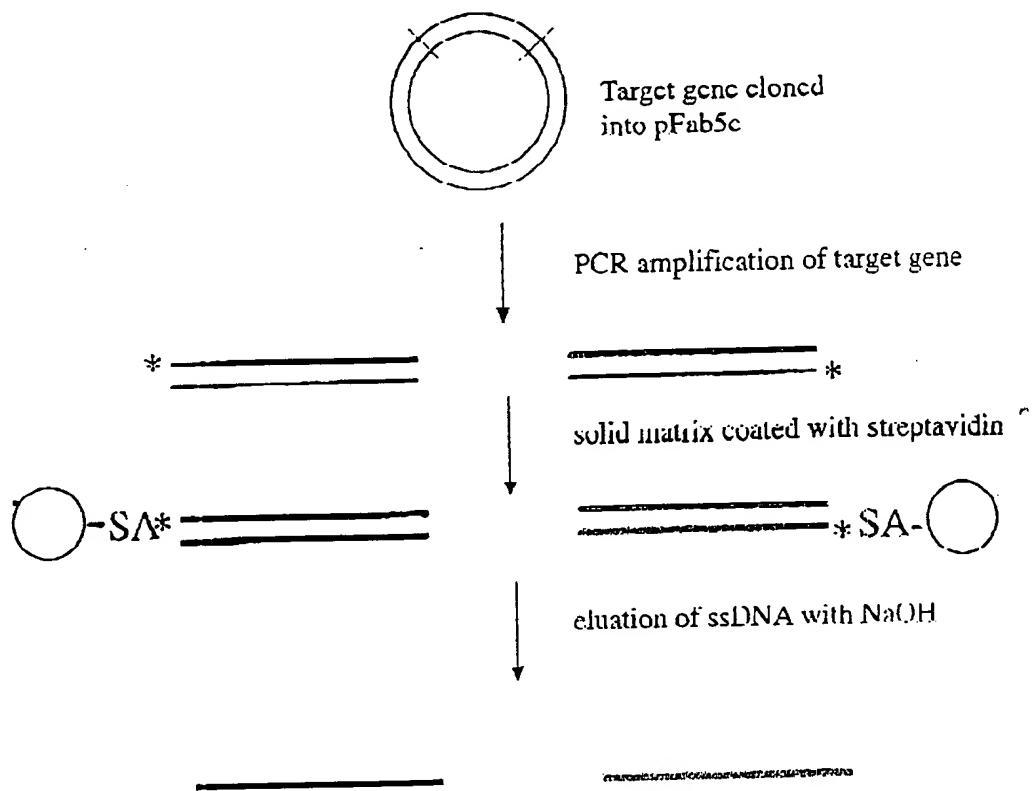 Target gene cloned
into pFab5c
PCR amplification of target gene
*
*
solid matrix coated with streptavidin
-SA*
*SA-
eluation of ssDNA with NaOH